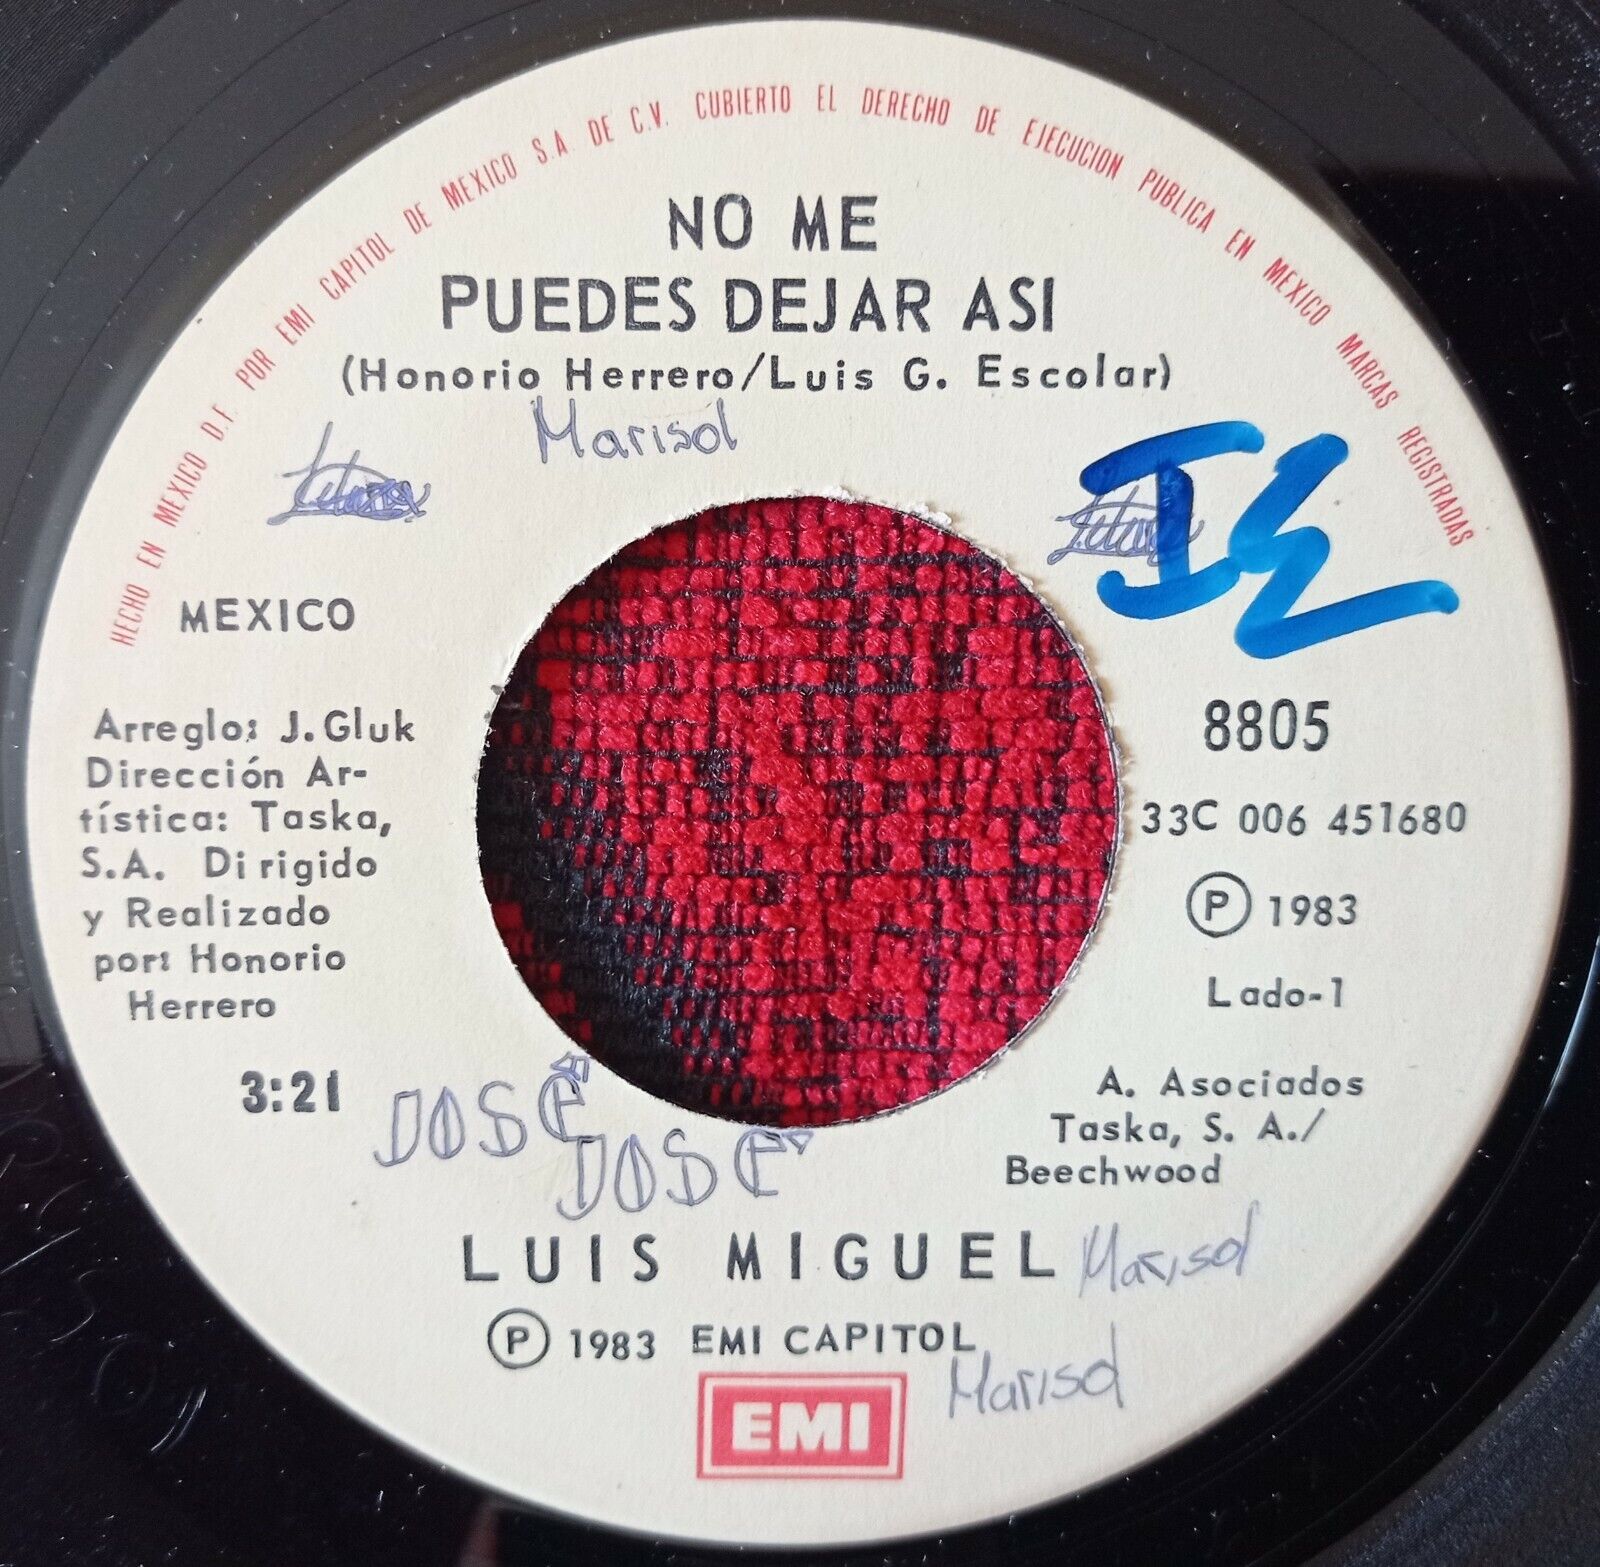 HECHO EN MEXICO D.F. POR EMI CAPITOL DE MEXICO S.A. DE C.V. CUBIERTO EL DERECHO DE EJECUCION PUBLICA EN MEXICO MARCAS REGISTRADAS
NO ME
PUEDES DEJAR ASI
(Honorio Herrero/Luis G. Escolar)
Marisol
MEXICO
8805
33C 006 451680
Ⓟ 1983
Lado-1
Arreglo: J.Gluk
Dirección Ar-
tística: Taska,
S.A. Dirigido
y Realizado
por: Honorio
Herrero
3:21
A. Asociados
Taska, S. A./
Beechwood
JOSE
JOSE
LUIS MIGUEL
Marisol
Ⓟ 1983 EMI CAPITOL
Marisol
EMI